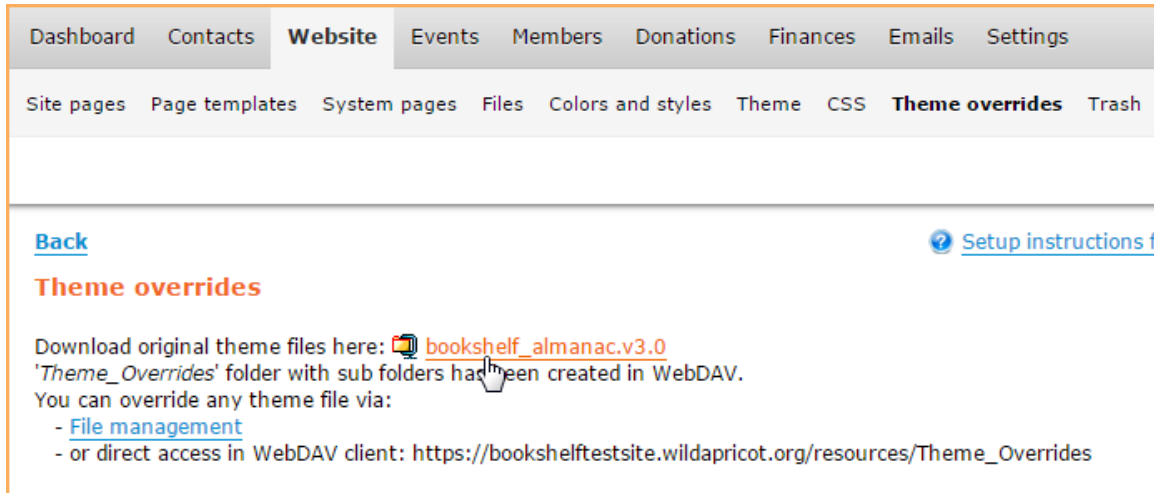 Dashboard Contacts Website Events Members Donations Finances Emails Settings
Site pages Page templates System pages Files Colors and styles Theme CSS Theme overrides Trash
Back
Setup instructions
Theme overrides
Download original theme files here: bookshelf_almanac.v3.0
'Theme_Overrides' folder with sub folders has been created in WebDAV.
You can override any theme file via:
- File management
- or direct access in WebDAV client: https://bookshelftestsite.wildapricot.org/resources/Theme_Overrides